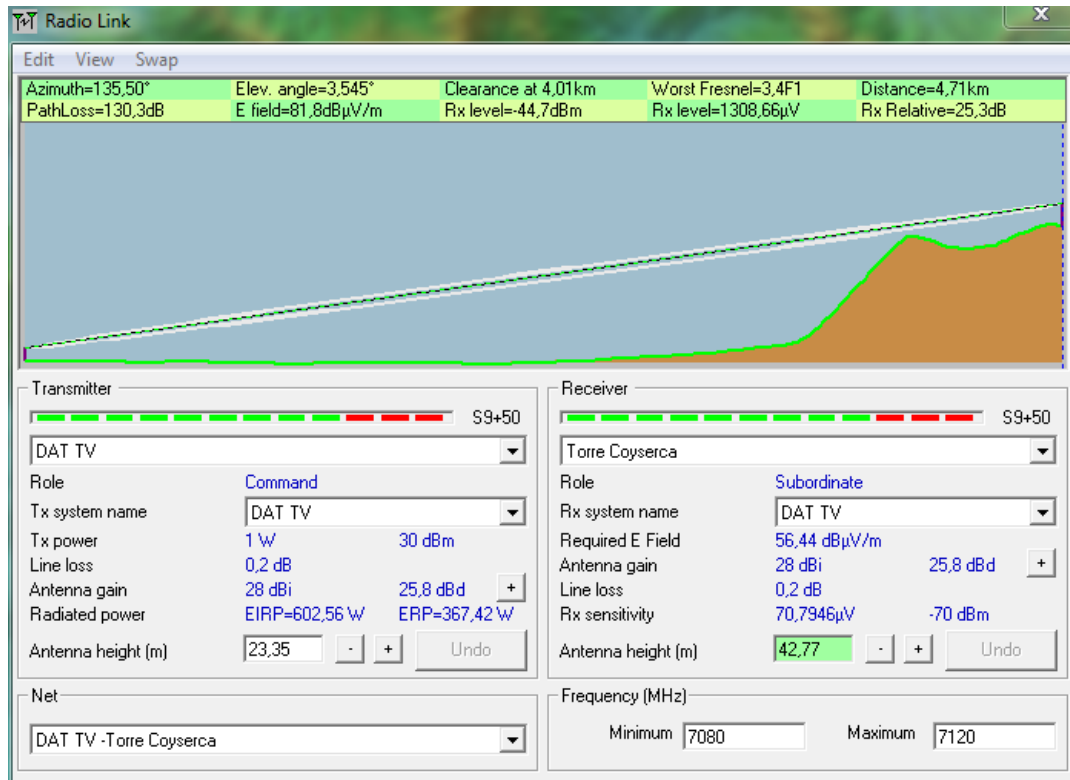 Radio Link
X
Edit View Swap
Azimuth=135,50° Elev. angle=3,545° Clearance at 4,01km Worst Fresnel=3,4F1 Distance=4,71km
PathLoss=130,3dB E field=81,8dBµV/m Rx level=-44,7dBm Rx level=1308,66µV Rx Relative=25,3dB
Transmitter
S9+50
DAT TV
Role Command
Tx system name DAT TV
Tx power 1 W 30 dBm
Line loss 0,2 dB
Antenna gain 28 dBi 25,8 dBd +
Radiated power EIRP=602,56 W ERP=367,42 W
Antenna height (m) 23,35 - + Undo
Receiver
S9+50
Torre Coyserca
Role Subordinate
Rx system name DAT TV
Required E Field 56,44 dBµV/m
Antenna gain 28 dBi 25,8 dBd +
Line loss 0,2 dB
Rx sensitivity 70,7946µV -70 dBm
Antenna height (m) 42,77 - + Undo
Net
DAT TV -Torre Coyserca
Frequency (MHz)
Minimum 7080 Maximum 7120